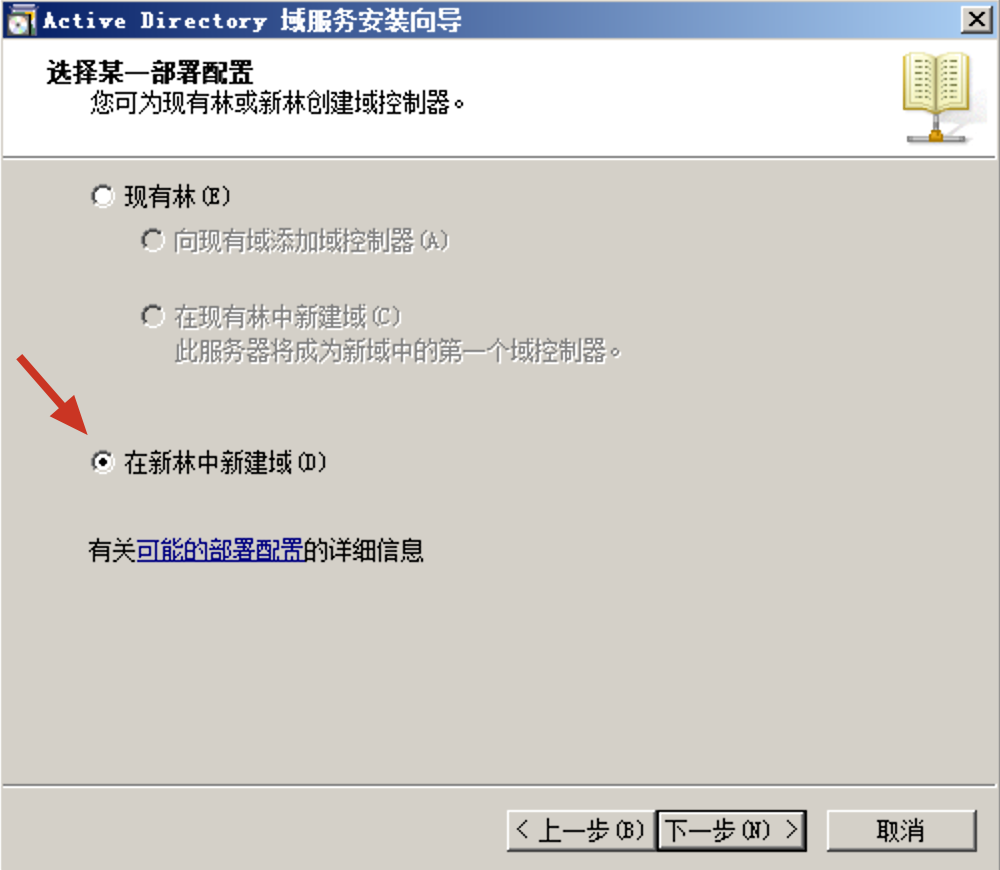 Active Directory 域服务安装向导
选择某一部署配置
您可为现有林或新林创建域控制器。
现有林(E)
向现有域添加域控制器(A)
在现有林中新建域(C)
此服务器将成为新域中的第一个域控制器。
在新林中新建域(D)
有关可能的部署配置的详细信息
< 上一步(B) 下一步(N) > 取消